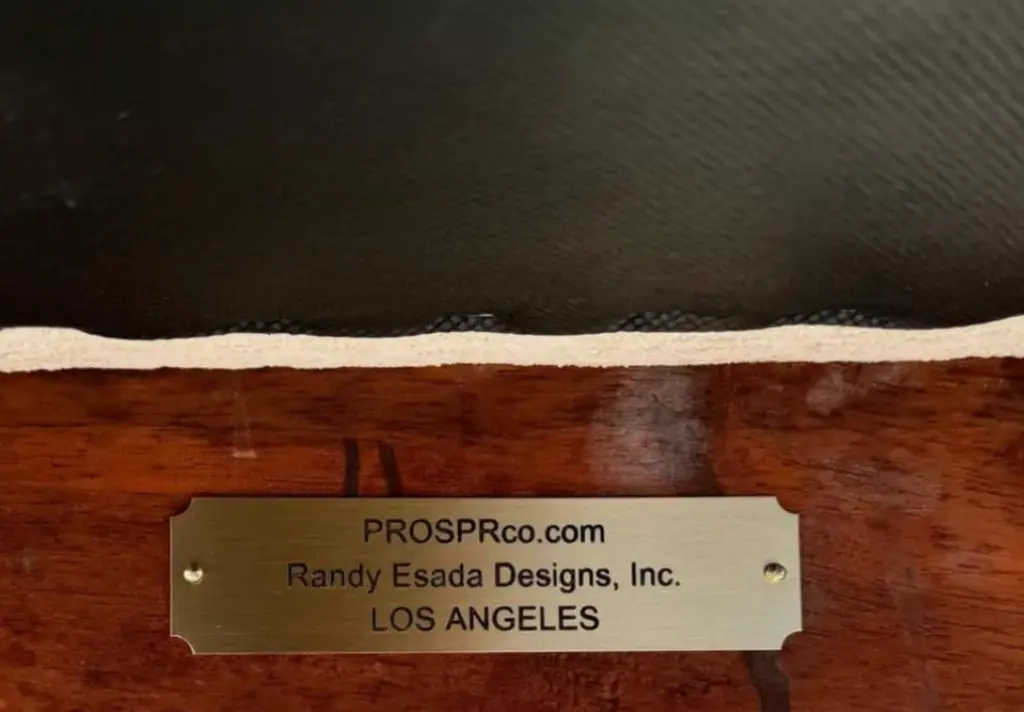 PROSPRco.com
Randy Esada Designs, Inc.
LOS ANGELES